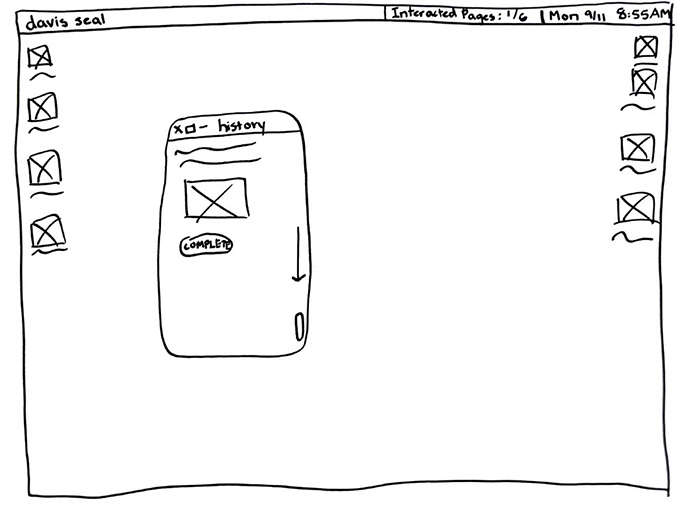 davis seal
Interacted Pages: 1/6 | Mon 9/11 8:55AM
x□- history
COMPLETE